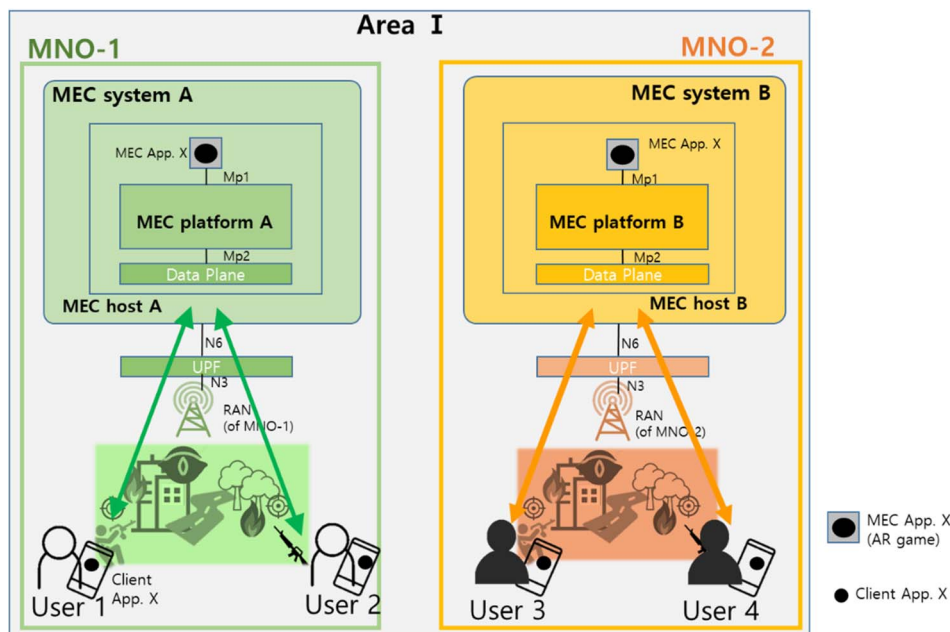 Area I
MNO-1
MNO-2
MEC system A
MEC App. X
Mp1
MEC platform A
Mp2
Data Plane
MEC host A
N6
UPF
N3
RAN
(of MNO-1)
User 1
Client
App. X
User 2
MEC system B
MEC App. X
Mp1
MEC platform B
Mp2
Data Plane
MEC host B
N6
UPF
N3
RAN
(of MNO-2)
User 3
User 4
MEC App. X
(AR game)
Client App. X